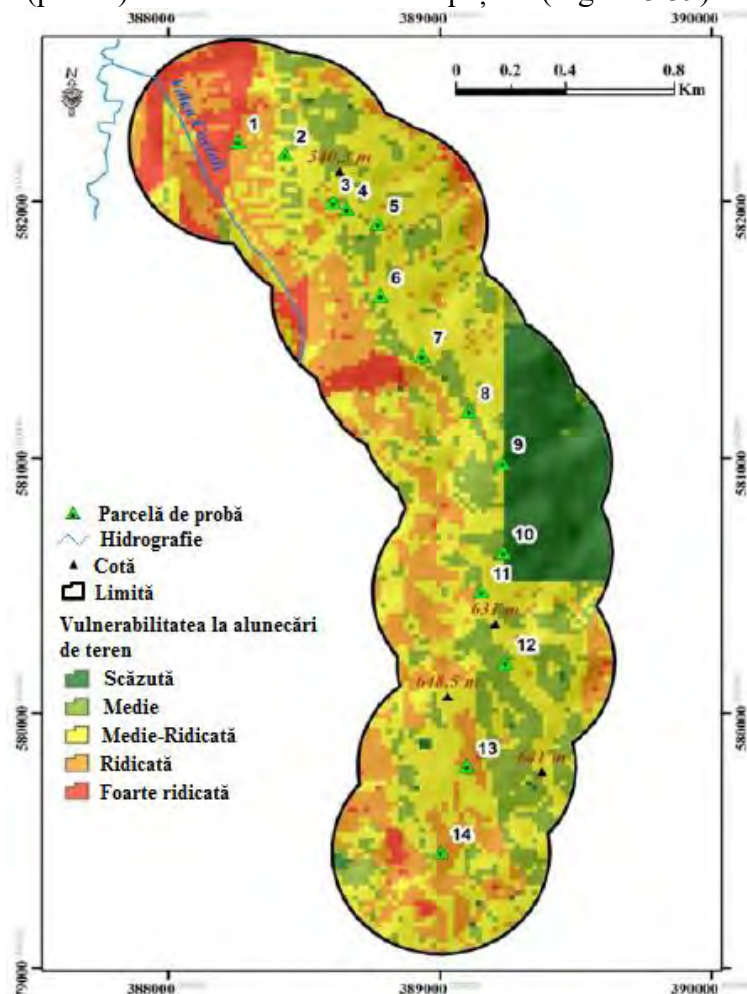 388000 389000 390000
N
0 0.2 0.4 0.8
Km
582000 582000
1
2
3 4
5
6
7
8
581000 581000
9
10
11
637 m
12
648,5 m
580000 580000
13
14
Parcelă de probă
Hidrografie
Cotă
Limită
Vulnerabilitatea la alunecări
de teren
Scăzută
Medie
Medie-Ridicată
Ridicată
Foarte ridicată
388000 389000 390000